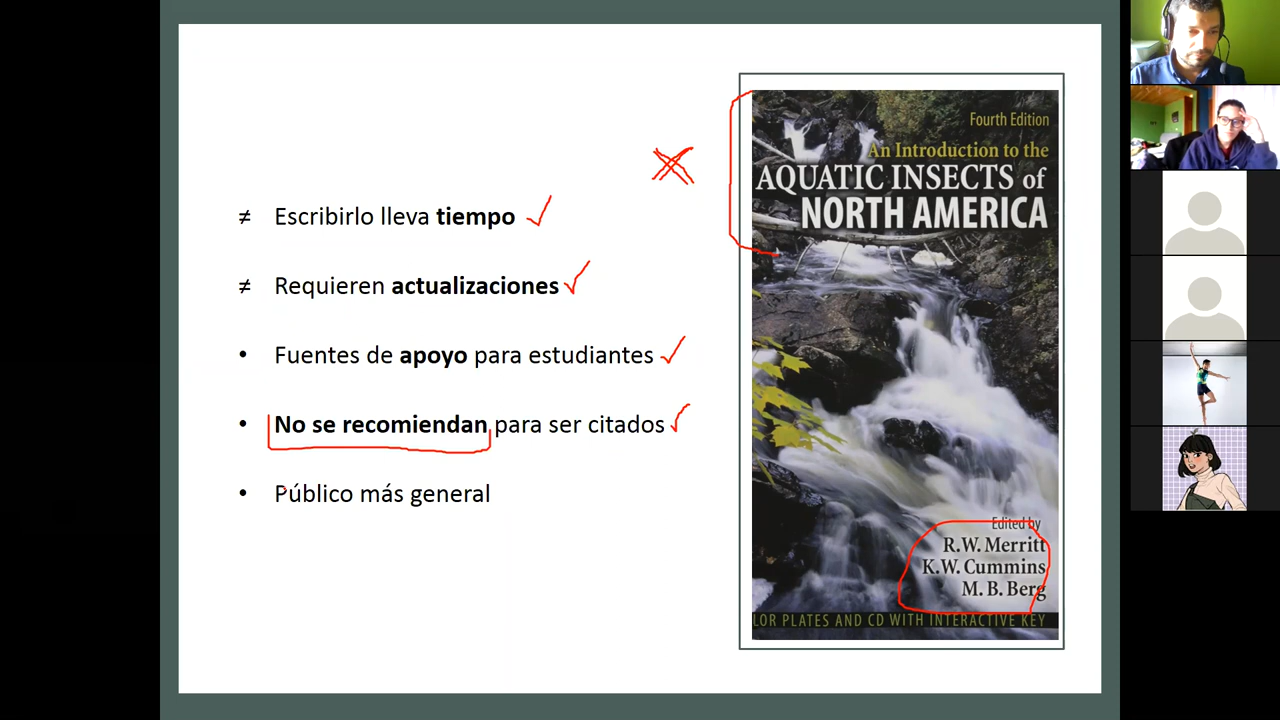 ≠ Escribirlo lleva tiempo
≠ Requieren actualizaciones
• Fuentes de apoyo para estudiantes
• No se recomiendan para ser citados
• Público más general
Fourth Edition
An Introduction to the
AQUATIC INSECTS of
NORTH AMERICA
Edited by
R.W. Merritt
K.W. Cummins
M. B. Berg
PLATES AND CD WITH INTERACTIVE KEY